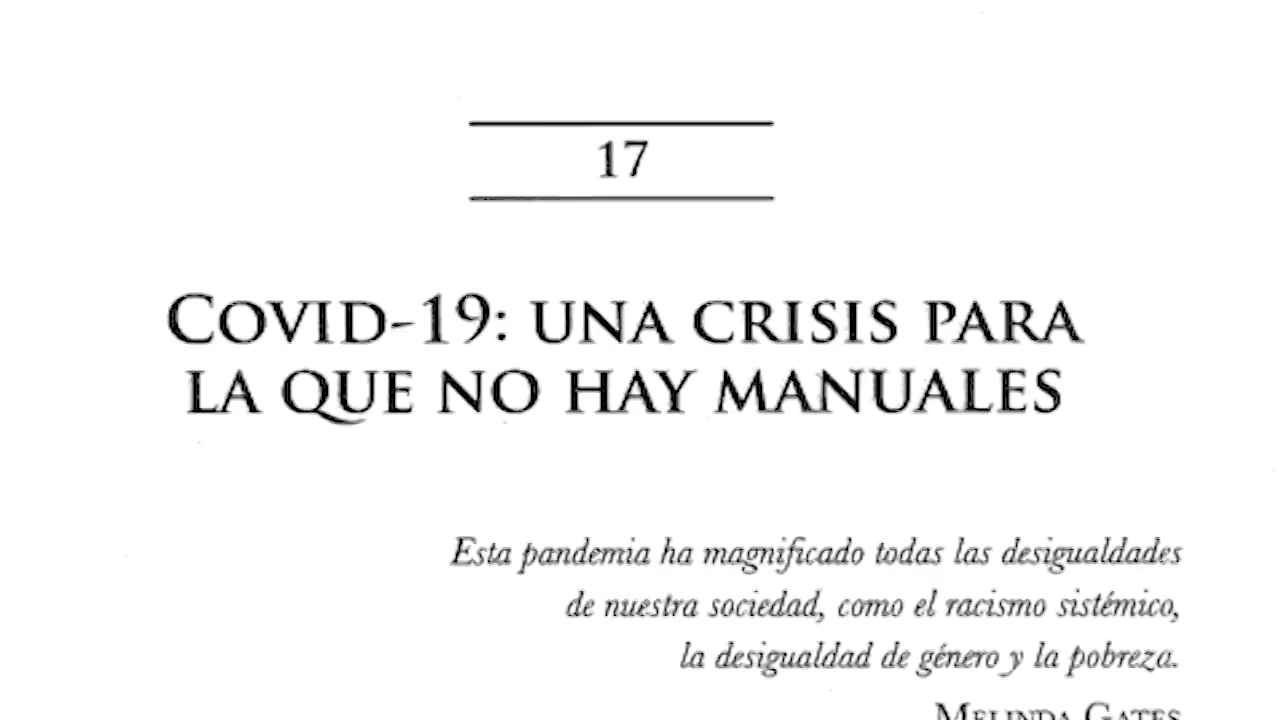 17
COVID-19: UNA CRISIS PARA
LA QUE NO HAY MANUALES
Esta pandemia ha magnificado todas las desigualdades
de nuestra sociedad, como el racismo sistémico,
la desigualdad de género y la pobreza.
MELINDA GATES